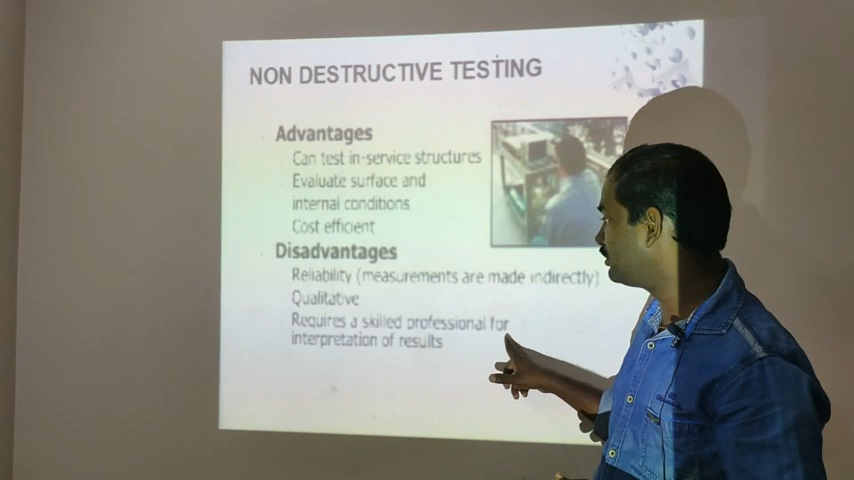 NON DESTRUCTIVE TESTING
Advantages
Can test in-service structures
Evaluate surface and
internal conditions
Cost efficient
Disadvantages
Reliability (measurements are made indirectly)
Qualitative
Requires a skilled professional for
interpretation of results